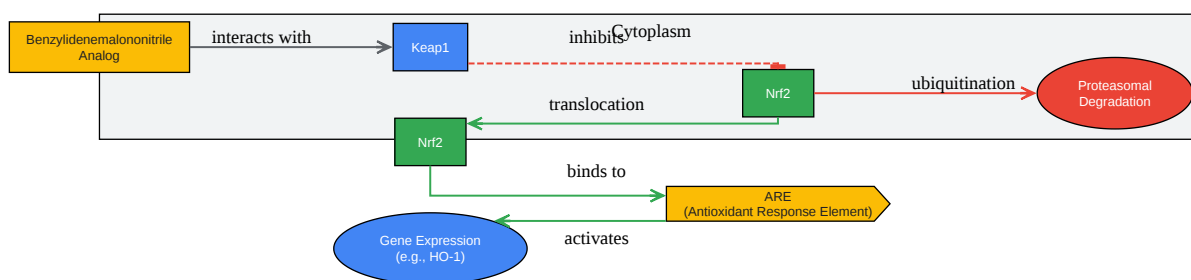 Cytoplasm
Benzylidenemalononitrile
Analog
interacts with
Keap1
inhibits
Nrf2
ubiquitination
Proteasomal
Degradation
translocation
Nrf2
binds to
ARE
(Antioxidant Response Element)
activates
Gene Expression
(e.g., HO-1)